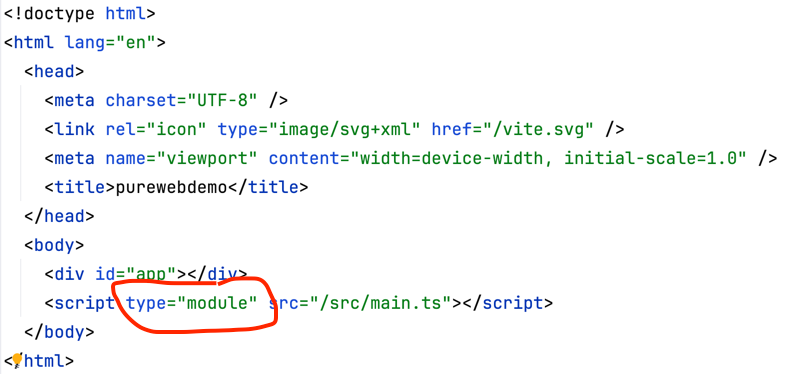 <!doctype html>
<html lang="en">
<head>
<meta charset="UTF-8" />
<link rel="icon" type="image/svg+xml" href="/vite.svg" />
<meta name="viewport" content="width=device-width, initial-scale=1.0" />
<title>purewebdemo</title>
</head>
<body>
<div id="app"></div>
<script type="module" src="/src/main.ts"></script>
</body>
</html>